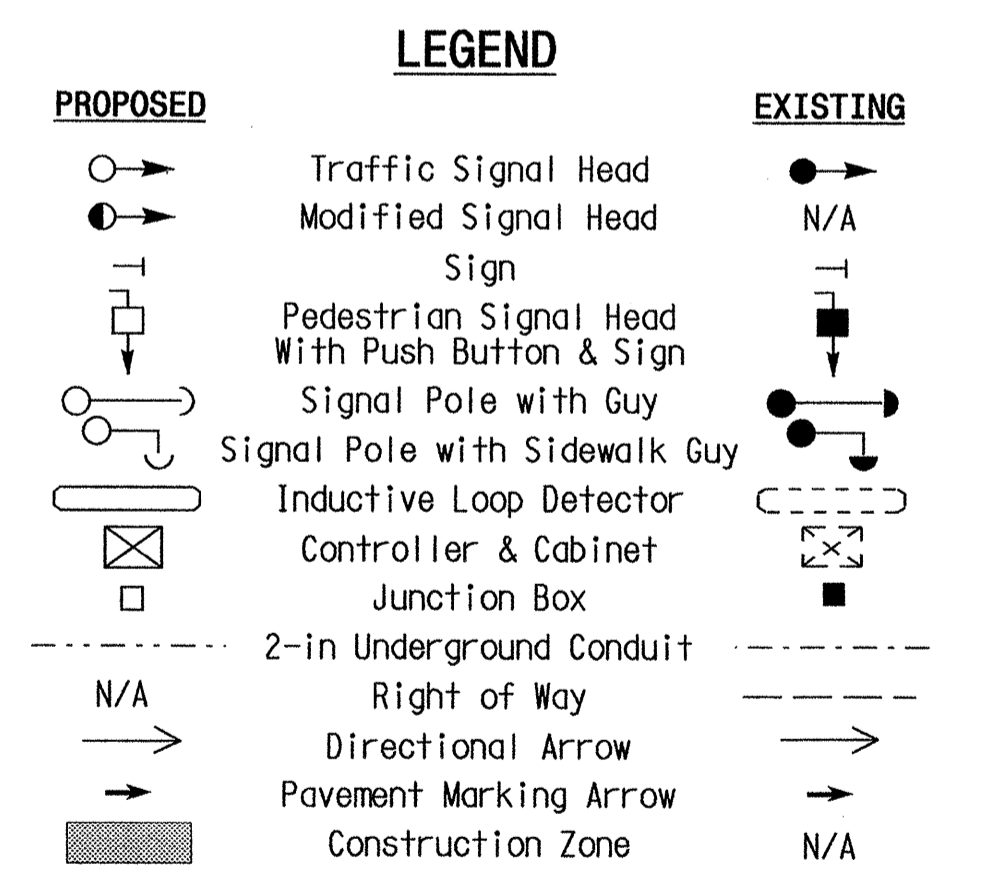 LEGEND
PROPOSED EXISTING
Traffic Signal Head
Modified Signal Head N/A
Sign
Pedestrian Signal Head
With Push Button & Sign
Signal Pole with Guy
Signal Pole with Sidewalk Guy
Inductive Loop Detector
Controller & Cabinet
Junction Box
2-in Underground Conduit
N/A Right of Way
Directional Arrow
Pavement Marking Arrow
Construction Zone N/A